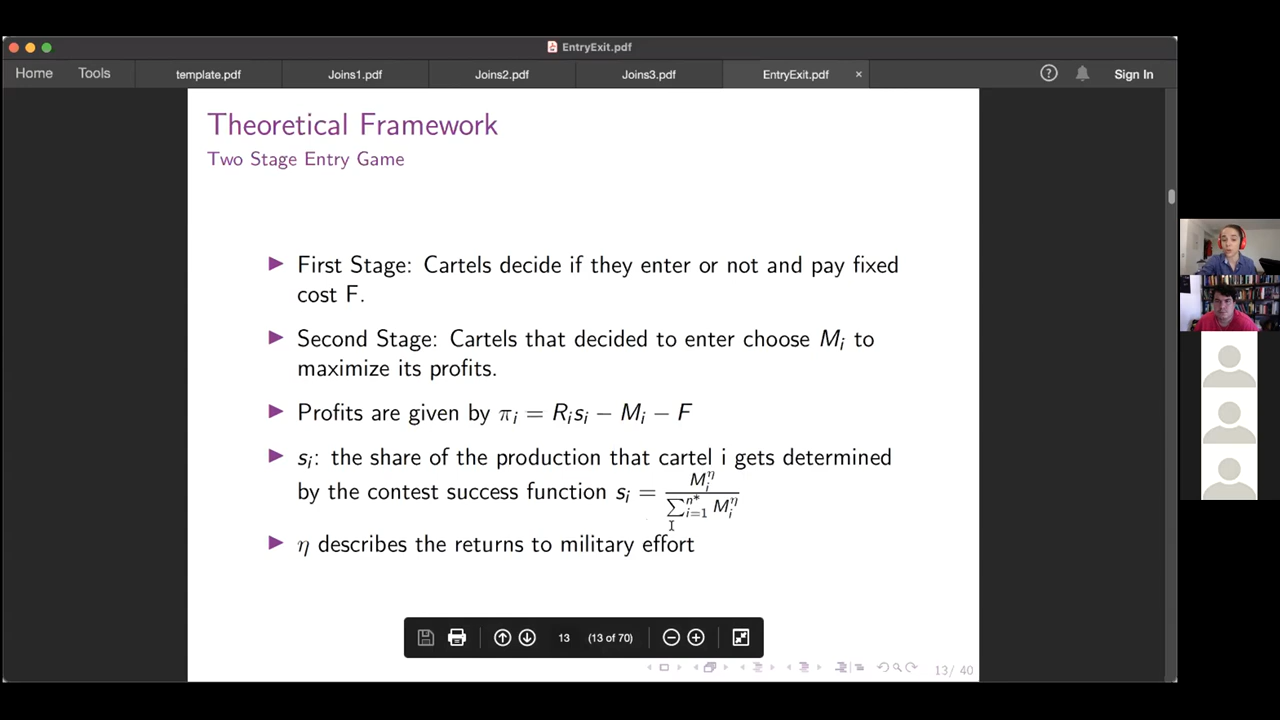 EntryExit.pdf
Home Tools template.pdf Joins1.pdf Joins2.pdf Joins3.pdf EntryExit.pdf × ? Sign In
Theoretical Framework
Two Stage Entry Game
▶ First Stage: Cartels decide if they enter or not and pay fixed
cost F.
▶ Second Stage: Cartels that decided to enter choose M_i to
maximize its profits.
▶ Profits are given by π_i = R_i s_i − M_i − F
▶ s_i: the share of the production that cartel i gets determined
by the contest success function s_i = \frac{M_i^η}{\sum_{i=1}^{n^*} M_i^η}
▶ η describes the returns to military effort
13 (13 of 70)
13/ 40